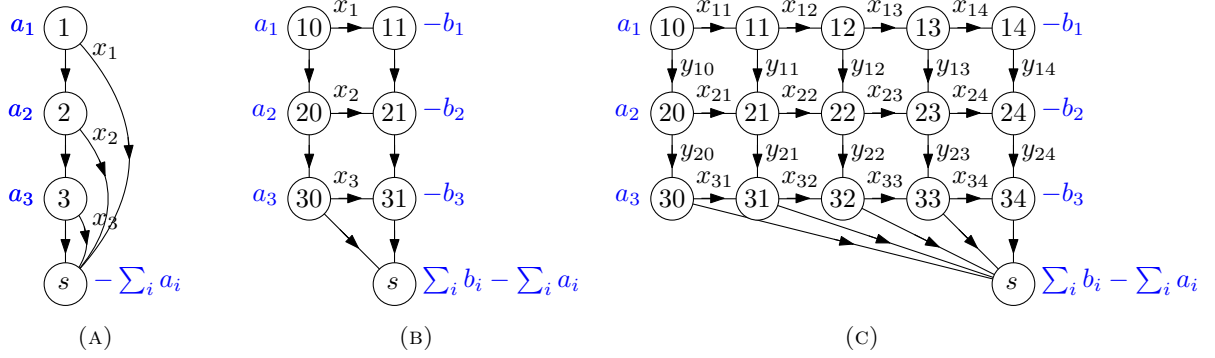 a₁ 1 x₁
a₂ 2 x₂
a₃ 3 x₃
s −∑ᵢ aᵢ
(A)
a₁ 10 x₁ 11 −b₁
a₂ 20 x₂ 21 −b₂
a₃ 30 x₃ 31 −b₃
s ∑ᵢ bᵢ − ∑ᵢ aᵢ
(B)
a₁ 10 x₁₁ 11 x₁₂ 12 x₁₃ 13 x₁₄ 14 −b₁
y₁₀ y₁₁ y₁₂ y₁₃ y₁₄
a₂ 20 x₂₁ 21 x₂₂ 22 x₂₃ 23 x₂₄ 24 −b₂
y₂₀ y₂₁ y₂₂ y₂₃ y₂₄
a₃ 30 x₃₁ 31 x₃₂ 32 x₃₃ 33 x₃₄ 34 −b₃
s ∑ᵢ bᵢ − ∑ᵢ aᵢ
(C)